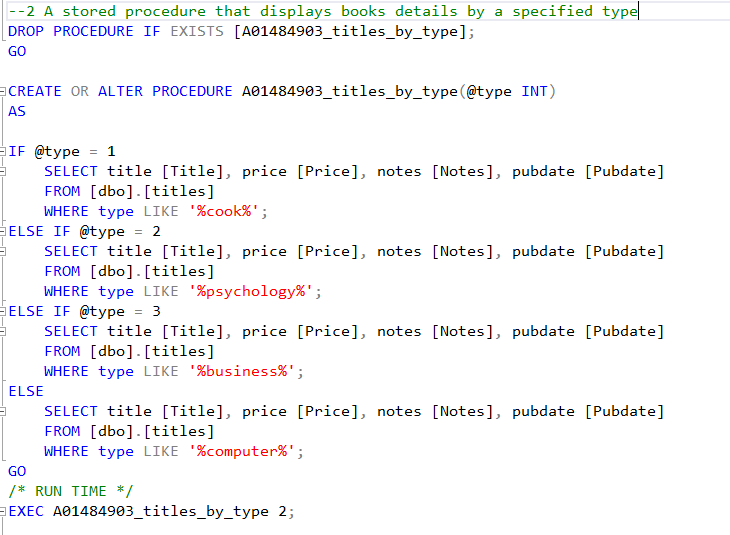 --2 A stored procedure that displays books details by a specified type
DROP PROCEDURE IF EXISTS [A01484903_titles_by_type];
GO
CREATE OR ALTER PROCEDURE A01484903_titles_by_type(@type INT)
AS
IF @type = 1
SELECT title [Title], price [Price], notes [Notes], pubdate [Pubdate]
FROM [dbo].[titles]
WHERE type LIKE '%cook%';
ELSE IF @type = 2
SELECT title [Title], price [Price], notes [Notes], pubdate [Pubdate]
FROM [dbo].[titles]
WHERE type LIKE '%psychology%';
ELSE IF @type = 3
SELECT title [Title], price [Price], notes [Notes], pubdate [Pubdate]
FROM [dbo].[titles]
WHERE type LIKE '%business%';
ELSE
SELECT title [Title], price [Price], notes [Notes], pubdate [Pubdate]
FROM [dbo].[titles]
WHERE type LIKE '%computer%';
GO
/* RUN TIME */
EXEC A01484903_titles_by_type 2;